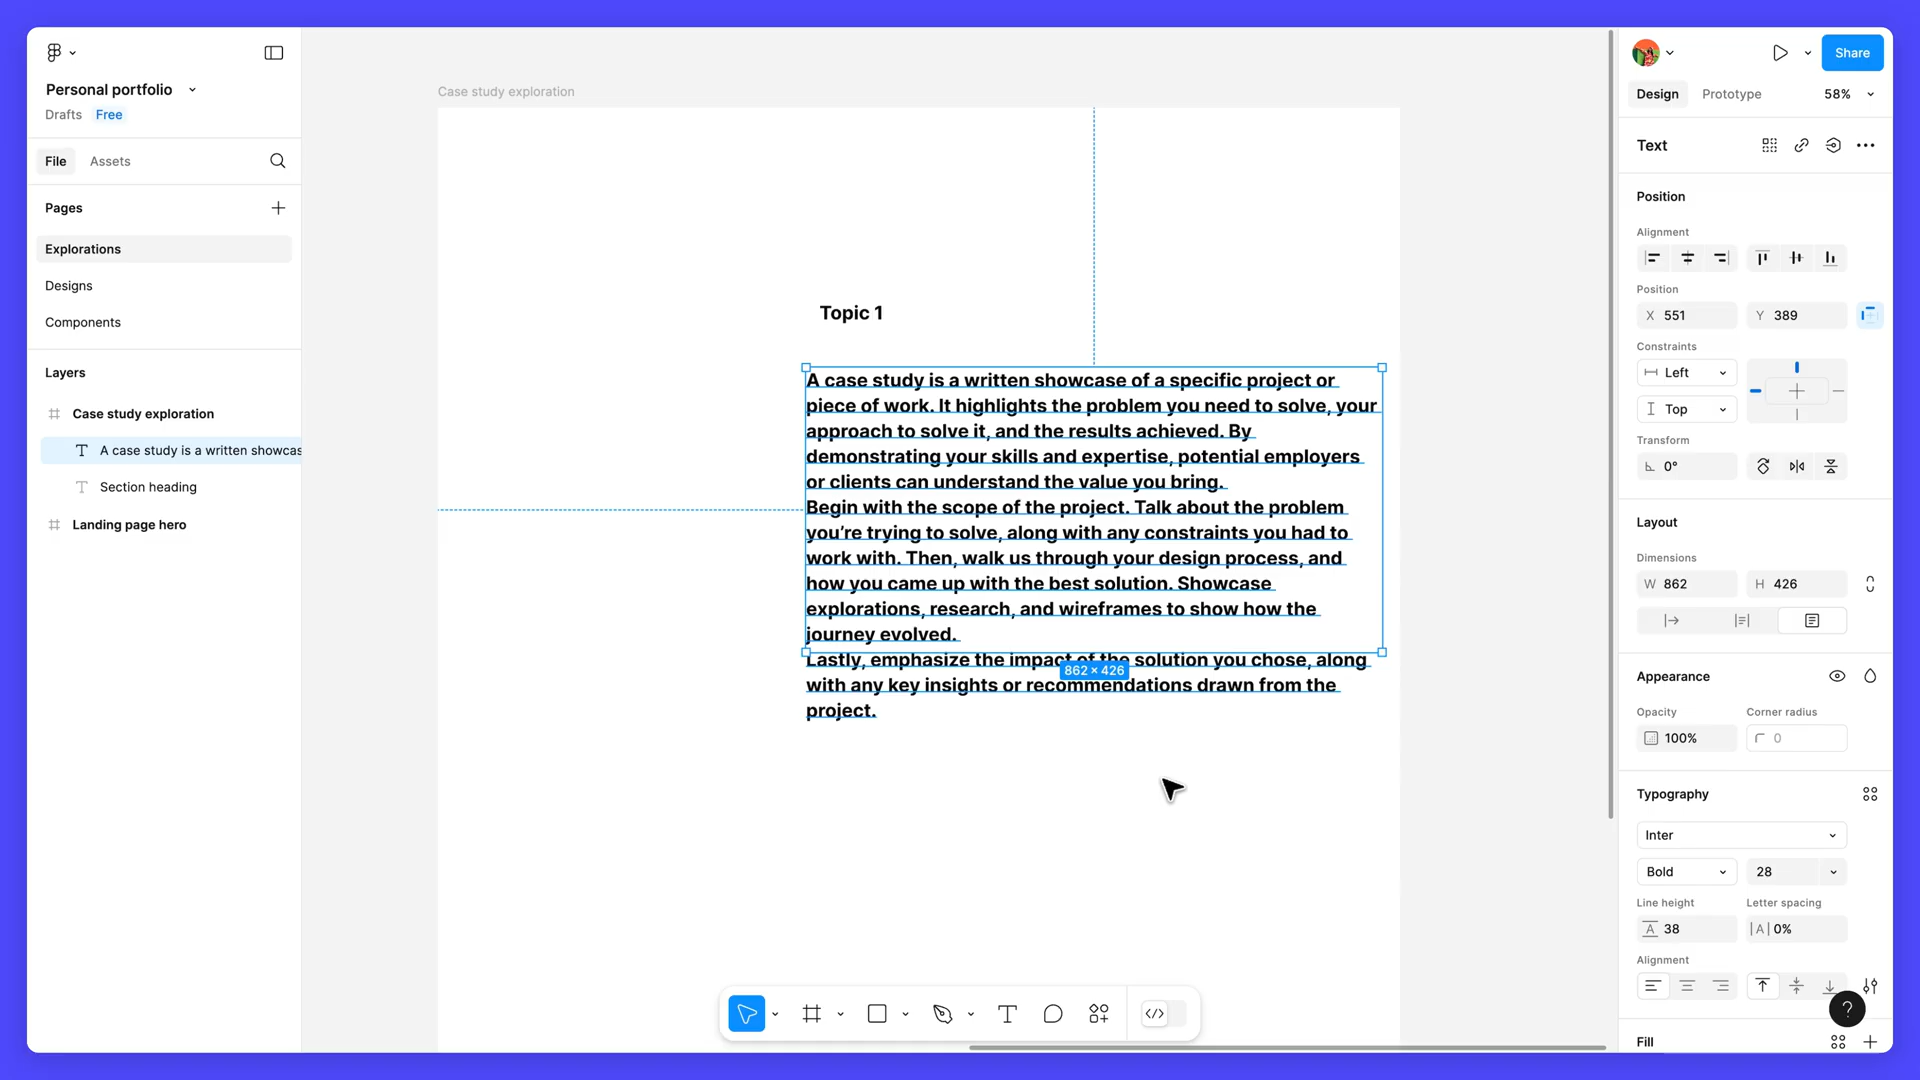 Personal portfolio
Drafts Free
File Assets
Pages
Explorations
Designs
Components
Layers
Case study exploration
A case study is a written showcas
Section heading
Landing page hero
Case study exploration
Topic 1
A case study is a written showcase of a specific project or
piece of work. It highlights the problem you need to solve, your
approach to solve it, and the results achieved. By
demonstrating your skills and expertise, potential employers
or clients can understand the value you bring.
Begin with the scope of the project. Talk about the problem
you’re trying to solve, along with any constraints you had to
work with. Then, walk us through your design process, and
how you came up with the best solution. Showcase
explorations, research, and wireframes to show how the
journey evolved.
Lastly, emphasize the impact of the solution you chose, along
862 × 426
with any key insights or recommendations drawn from the
project.
Share
Design Prototype 58%
Text
Position
Alignment
Position
X 551 Y 389
Constraints
Left
Top
Transform
0°
Layout
Dimensions
W 862 H 426
Appearance
Opacity Corner radius
100% 0
Typography
Inter
Bold 28
Line height Letter spacing
A 38 |A| 0%
Alignment
?
Fill